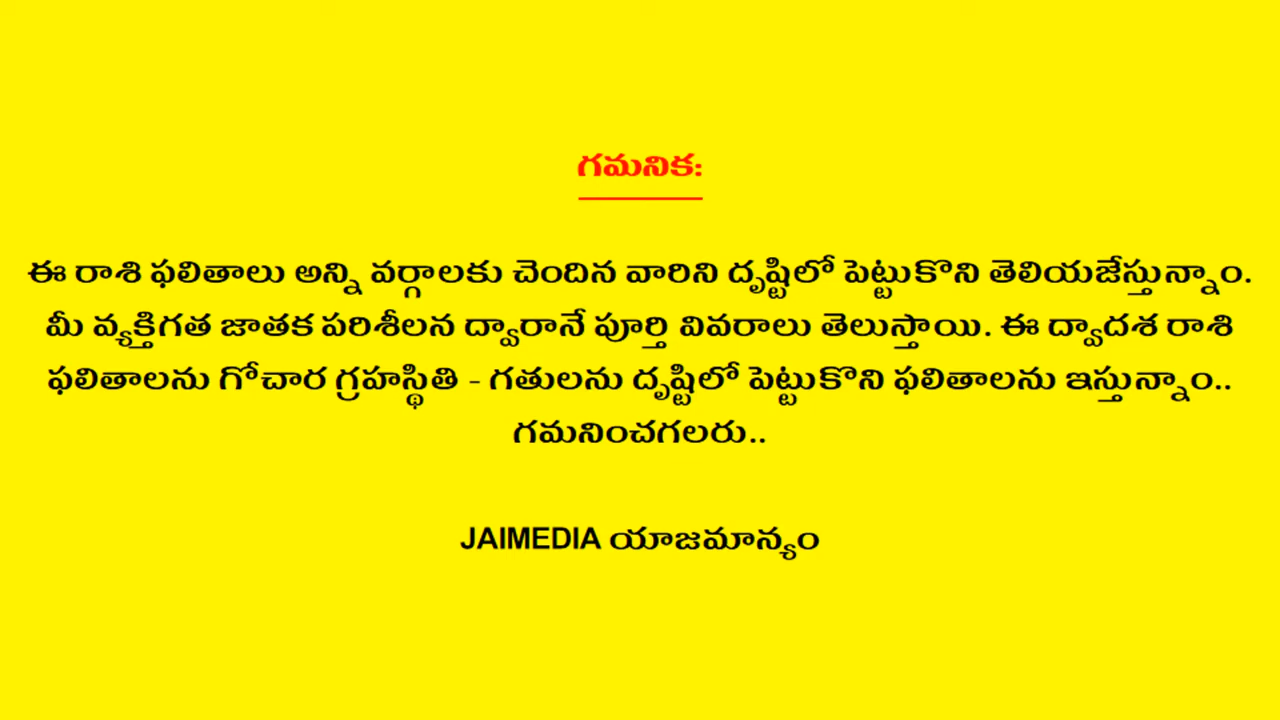 గమనిక:
ఈ రాశి ఫలితాలు అన్ని వర్గాలకు చెందిన వారిని దృష్టిలో పెట్టుకొని తెలియజేస్తున్నాం.
మీ వ్యక్తిగత జాతక పరిశీలన ద్వారానే పూర్తి వివరాలు తెలుస్తాయి. ఈ ద్వాదశ రాశి
ఫలితాలను గోచార గ్రహస్థితి - గతులను దృష్టిలో పెట్టుకొని ఫలితాలను ఇస్తున్నాం..
గమనించగలరు..
JAIMEDIA యాజమాన్యం